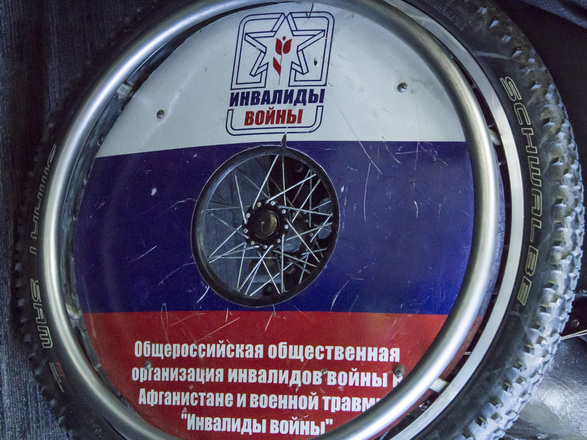 ИНВАЛИДЫ
ВОЙНЫ
SCHWALBE
Общероссийская общественная
организация инвалидов войны
Афганистане и военной травмы
"Инвалиды войны"